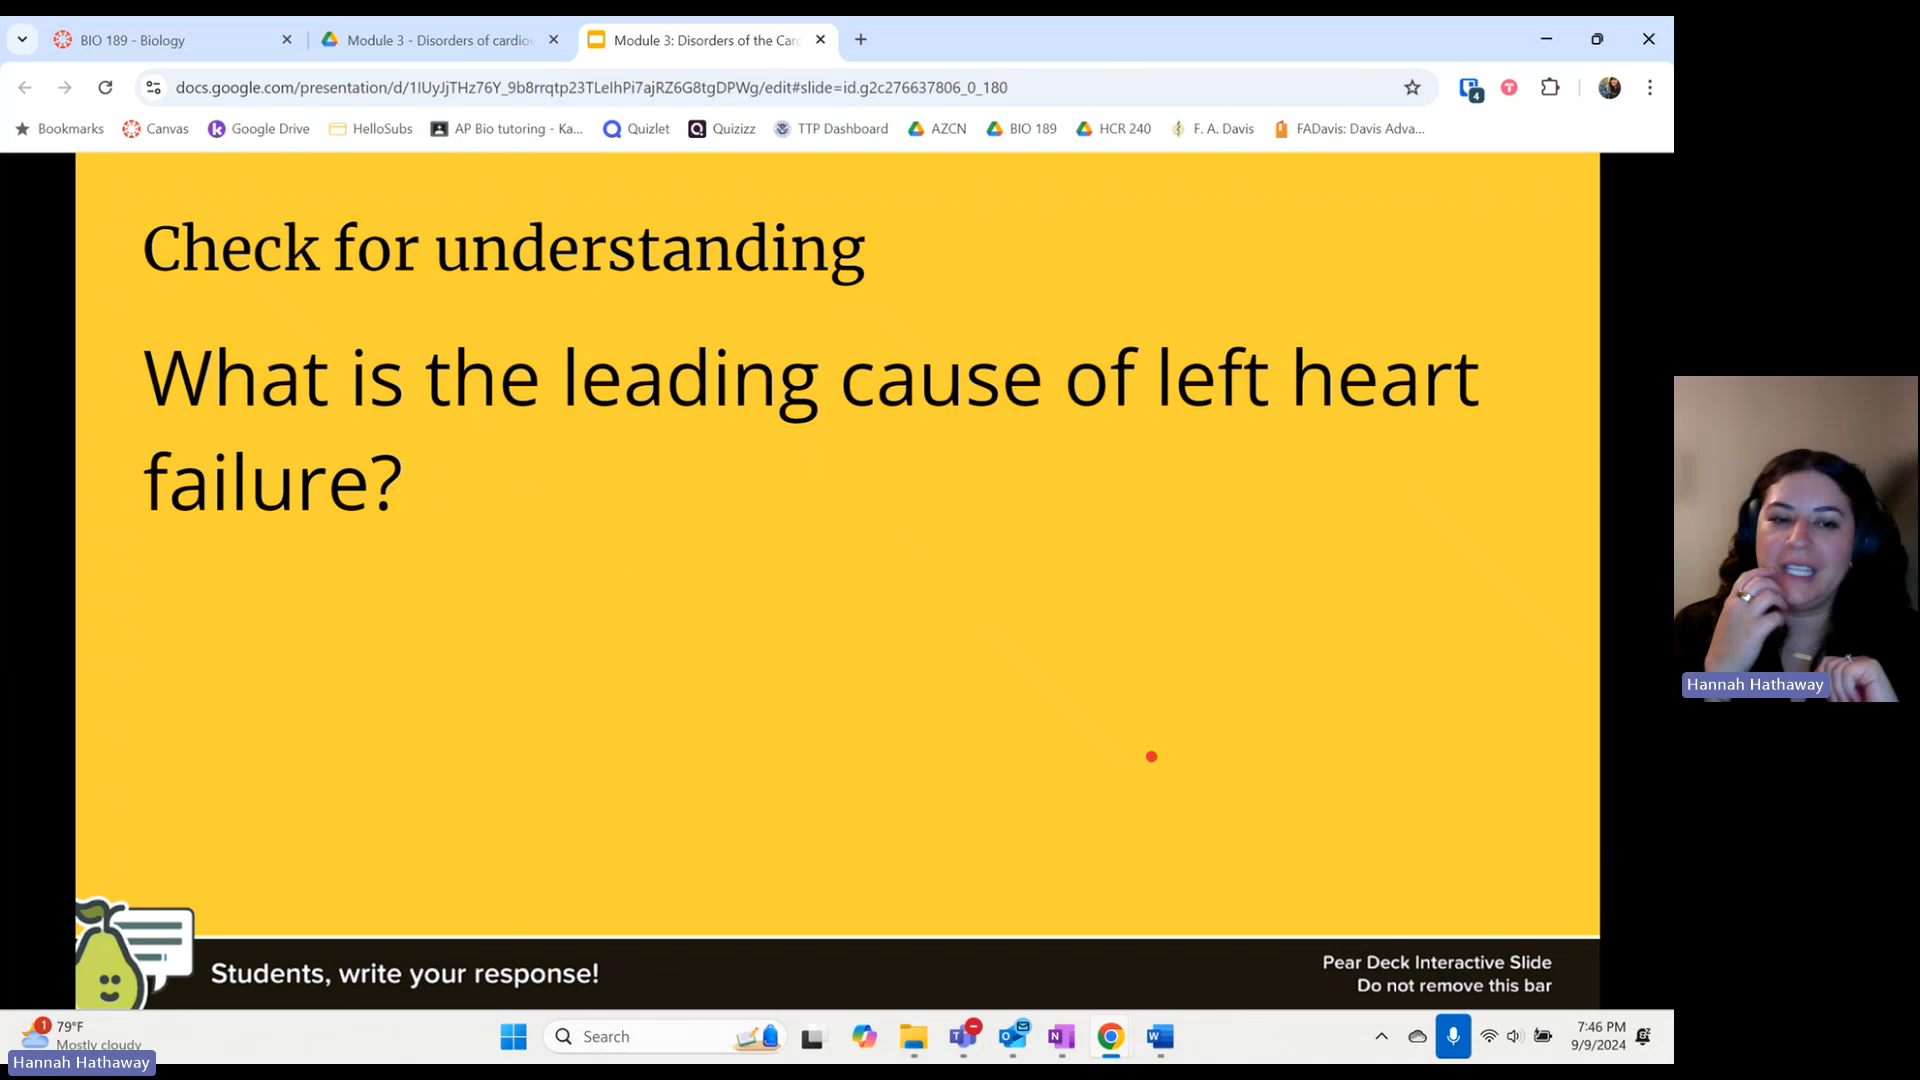 BIO 189 - Biology
Module 3 - Disorders of cardiov
Module 3: Disorders of the Car
docs.google.com/presentation/d/1IUyJjTHz76Y_9b8rrqtp23TLeIhPi7ajRZ6G8tgDPWg/edit#slide=id.g2c276637806_0_180
4
Bookmarks
Canvas
Google Drive
HelloSubs
AP Bio tutoring - Ka...
Quizlet
Quizizz
TTP Dashboard
AZCN
BIO 189
HCR 240
F. A. Davis
FADavis: Davis Adva...
Check for understanding
What is the leading cause of left heart
failure?
Hannah Hathaway
Students, write your response!
Pear Deck Interactive Slide
Do not remove this bar
1
79°F
Mostly cloudy
Search
7:46 PM
9/9/2024
Hannah Hathaway